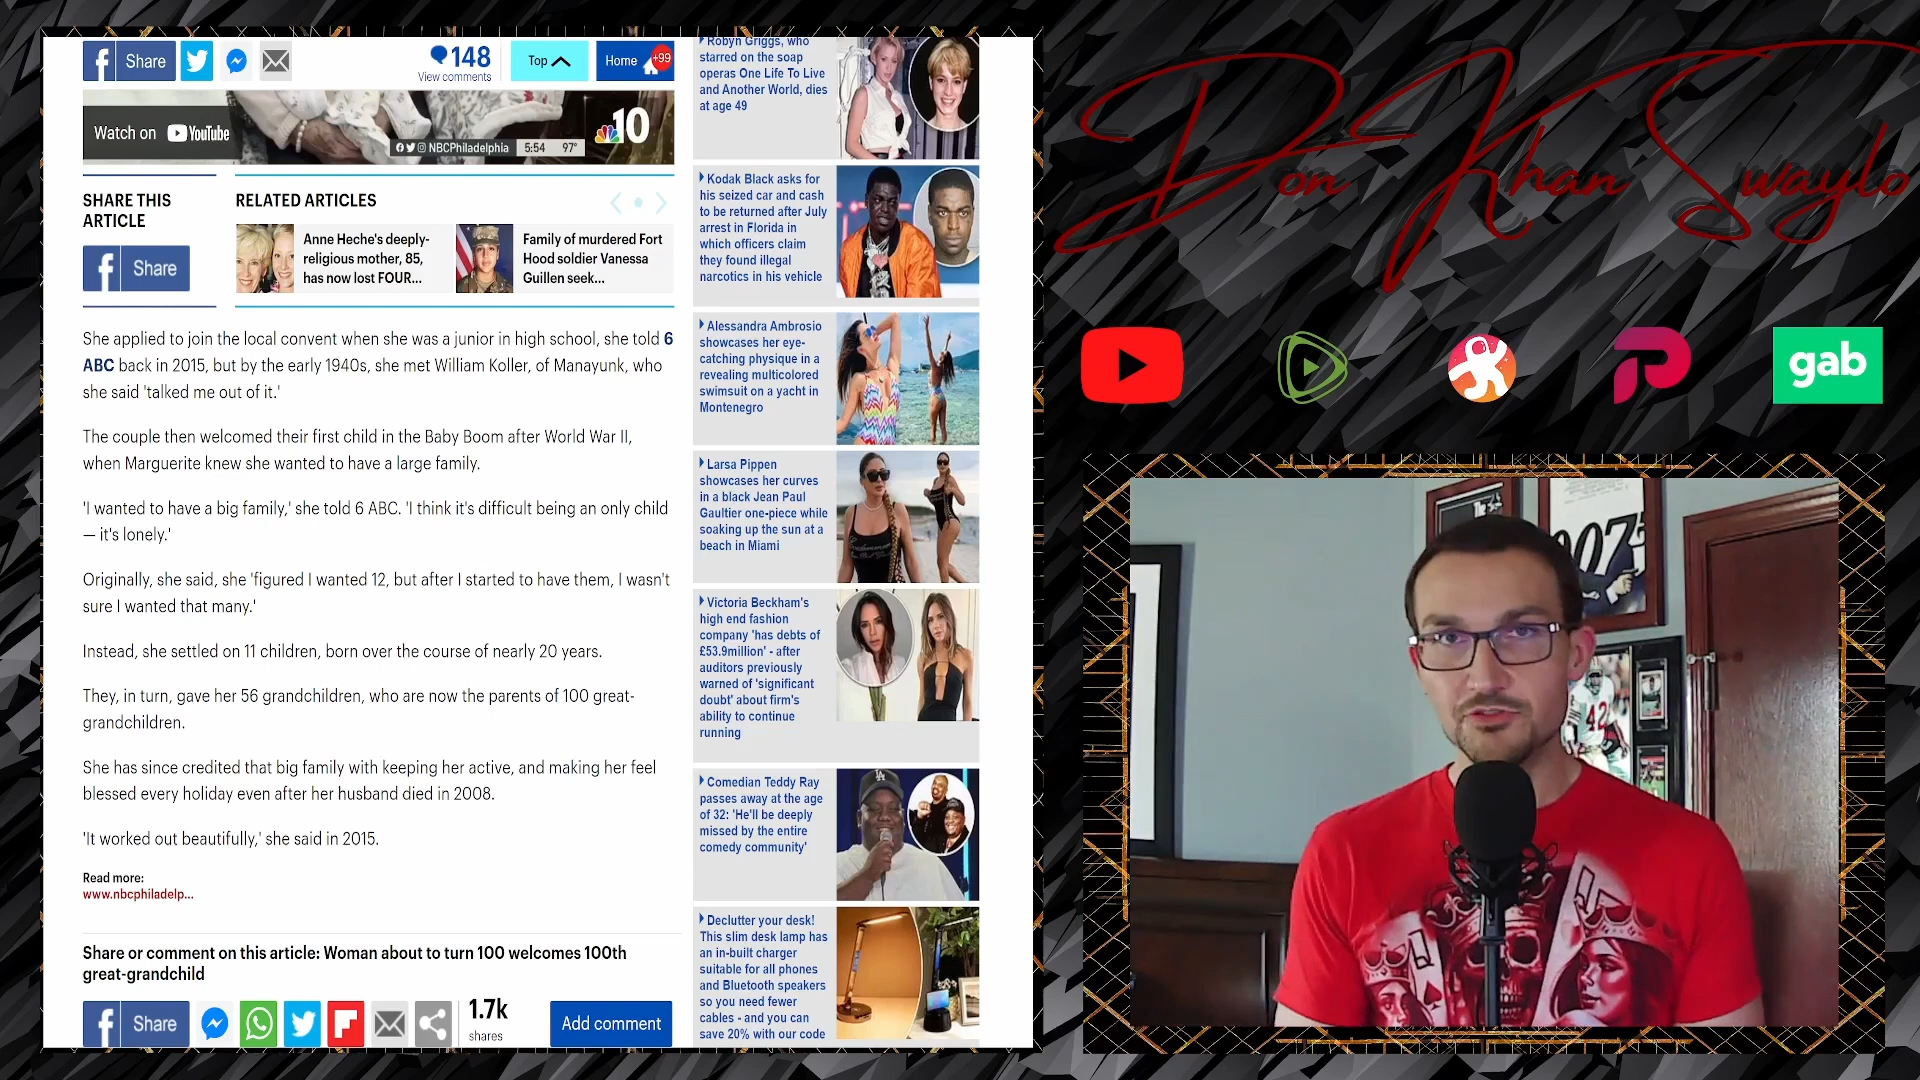 Share
148
View comments
Top
Home
+99
Watch on YouTube
10
NBCPhiladelphia
5:54
97°
SHARE THIS
ARTICLE
Share
RELATED ARTICLES
Anne Heche's deeply-
religious mother, 85,
has now lost FOUR...
Family of murdered Fort
Hood soldier Vanessa
Guillen seek...
She applied to join the local convent when she was a junior in high school, she told 6
ABC back in 2015, but by the early 1940s, she met William Koller, of Manayunk, who
she said 'talked me out of it.'
The couple then welcomed their first child in the Baby Boom after World War II,
when Marguerite knew she wanted to have a large family.
'I wanted to have a big family,' she told 6 ABC. 'I think it's difficult being an only child
— it's lonely.'
Originally, she said, she 'figured I wanted 12, but after I started to have them, I wasn't
sure I wanted that many.'
Instead, she settled on 11 children, born over the course of nearly 20 years.
They, in turn, gave her 56 grandchildren, who are now the parents of 100 great-
grandchildren.
She has since credited that big family with keeping her active, and making her feel
blessed every holiday even after her husband died in 2008.
'It worked out beautifully,' she said in 2015.
Read more:
www.nbcphiladelp...
Share or comment on this article: Woman about to turn 100 welcomes 100th
great-grandchild
Share
1.7k
shares
Add comment
Robyn Griggs, who
starred on the soap
operas One Life To Live
and Another World, dies
at age 49
Kodak Black asks for
his seized car and cash
to be returned after July
arrest in Florida in
which officers claim
they found illegal
narcotics in his vehicle
Alessandra Ambrosio
showcases her eye-
catching physique in a
revealing multicolored
swimsuit on a yacht in
Montenegro
Larsa Pippen
showcases her curves
in a black Jean Paul
Gaultier one-piece while
soaking up the sun at a
beach in Miami
Victoria Beckham's
high end fashion
company 'has debts of
£53.9million' - after
auditors previously
warned of 'significant
doubt' about firm's
ability to continue
running
Comedian Teddy Ray
passes away at the age
of 32: 'He'll be deeply
missed by the entire
comedy community'
Declutter your desk!
This slim desk lamp has
an in-built charger
suitable for all phones
and Bluetooth speakers
so you need fewer
cables - and you can
save 20% with our code
Don Khan Swaylo
gab
007
42